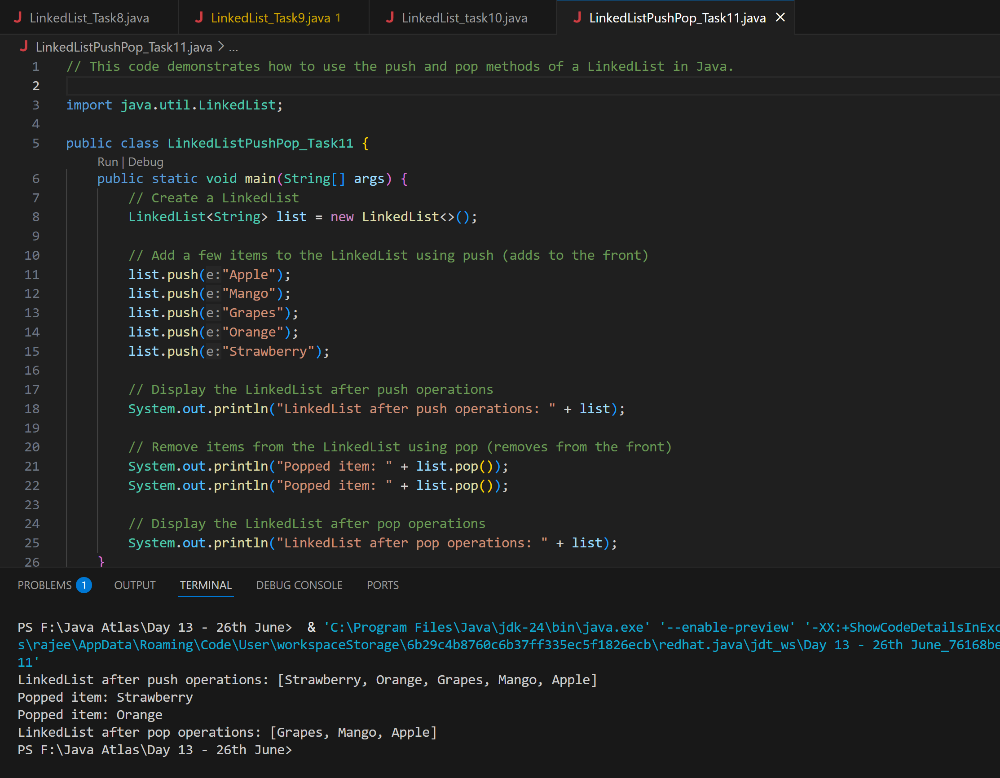 LinkedList_Task8.java
LinkedList_Task9.java 1
LinkedList_task10.java
LinkedListPushPop_Task11.java
LinkedListPushPop_Task11.java > ...
1 // This code demonstrates how to use the push and pop methods of a LinkedList in Java.
2
3 import java.util.LinkedList;
4
5 public class LinkedListPushPop_Task11 {
Run | Debug
6 public static void main(String[] args) {
7 // Create a LinkedList
8 LinkedList<String> list = new LinkedList<>();
9
10 // Add a few items to the LinkedList using push (adds to the front)
11 list.push(e:"Apple");
12 list.push(e:"Mango");
13 list.push(e:"Grapes");
14 list.push(e:"Orange");
15 list.push(e:"Strawberry");
16
17 // Display the LinkedList after push operations
18 System.out.println("LinkedList after push operations: " + list);
19
20 // Remove items from the LinkedList using pop (removes from the front)
21 System.out.println("Popped item: " + list.pop());
22 System.out.println("Popped item: " + list.pop());
23
24 // Display the LinkedList after pop operations
25 System.out.println("LinkedList after pop operations: " + list);
26 }
PROBLEMS 1 OUTPUT TERMINAL DEBUG CONSOLE PORTS
PS F:\Java Atlas\Day 13 - 26th June>  & 'C:\Program Files\Java\jdk-24\bin\java.exe' '--enable-preview' '-XX:+ShowCodeDetailsInExc
s\rajee\AppData\Roaming\Code\User\workspaceStorage\6b29c4b8760c6b37ff335ec5f1826ecb\redhat.java\jdt_ws\Day 13 - 26th June_76168be
11'
LinkedList after push operations: [Strawberry, Orange, Grapes, Mango, Apple]
Popped item: Strawberry
Popped item: Orange
LinkedList after pop operations: [Grapes, Mango, Apple]
PS F:\Java Atlas\Day 13 - 26th June>